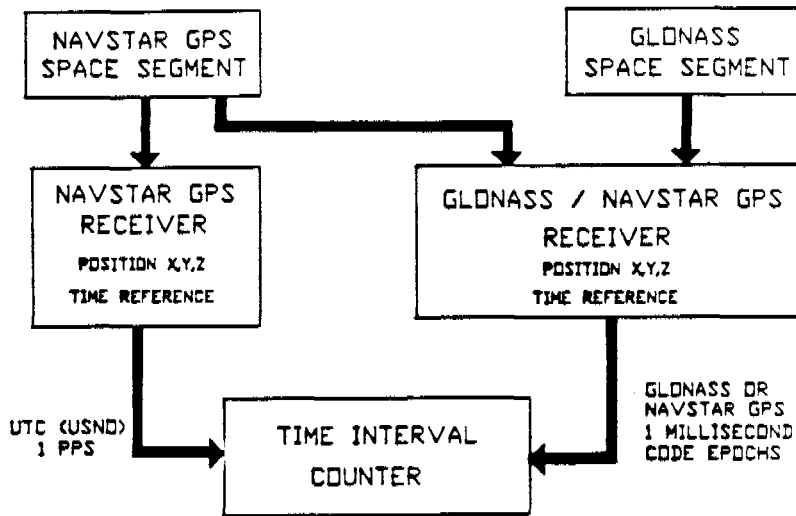 NAVSTAR GPS
SPACE SEGMENT
GLONASS
SPACE SEGMENT
NAVSTAR GPS
RECEIVER
POSITION X,Y,Z
TIME REFERENCE
GLONASS / NAVSTAR GPS
RECEIVER
POSITION X,Y,Z
TIME REFERENCE
UTC (USNO)
1 PPS
TIME INTERVAL
COUNTER
GLONASS OR
NAVSTAR GPS
1 MILLISECOND
CODE EPOCHS